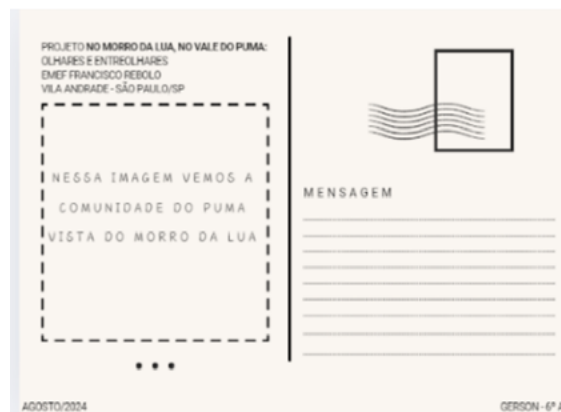 PROJETO NO MORRO DA LUA, NO VALE DO PUMA:
OLHARES E ENTREOLHARES
EMEF FRANCISCO REBOLO
VILA ANDRADE - SÃO PAULO/SP
NESSA IMAGEM VEMOS A
COMUNIDADE DO PUMA
VISTA DO MORRO DA LUA
MENSAGEM
AGOSTO/2024
GERSON - 6º A